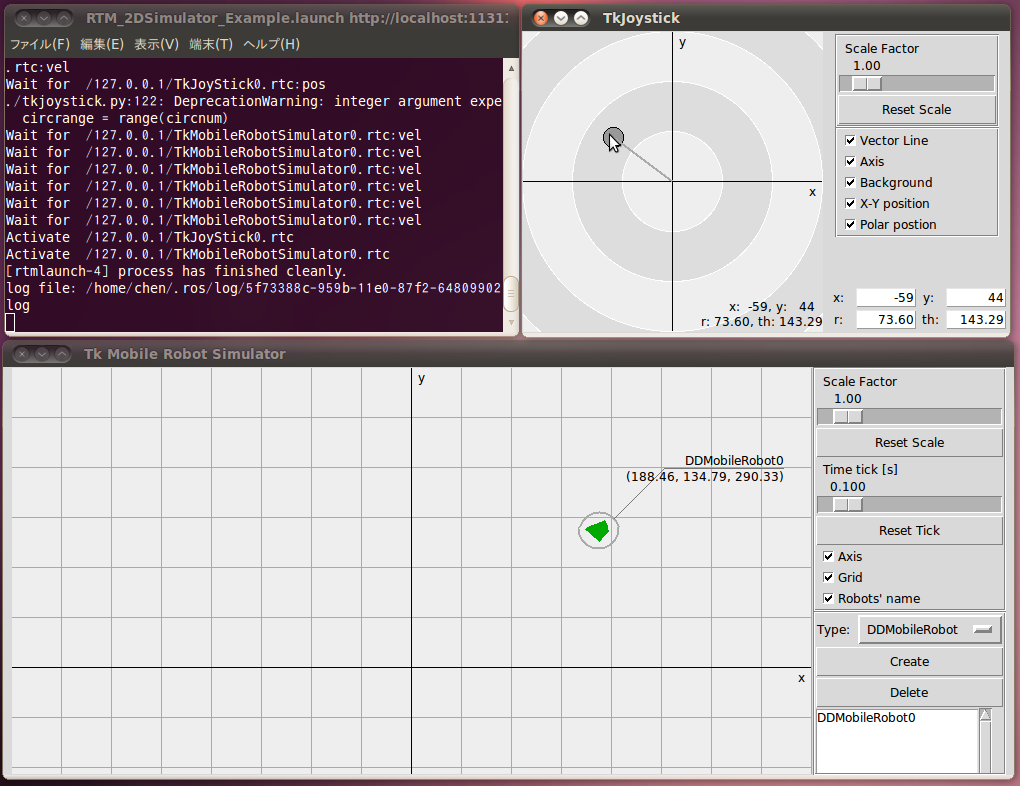 RTM_2DSimulator_Example.launch http://localhost:1131
ファイル(F) 編集(E) 表示(V) 端末(T) ヘルプ(H)
.rtc:vel
Wait for  /127.0.0.1/TkJoyStick0.rtc:pos
./tkjoystick.py:122: DeprecationWarning: integer argument expe
  circrange = range(circnum)
Wait for  /127.0.0.1/TkMobileRobotSimulator0.rtc:vel
Wait for  /127.0.0.1/TkMobileRobotSimulator0.rtc:vel
Wait for  /127.0.0.1/TkMobileRobotSimulator0.rtc:vel
Wait for  /127.0.0.1/TkMobileRobotSimulator0.rtc:vel
Wait for  /127.0.0.1/TkMobileRobotSimulator0.rtc:vel
Wait for  /127.0.0.1/TkMobileRobotSimulator0.rtc:vel
Activate  /127.0.0.1/TkJoyStick0.rtc
Activate  /127.0.0.1/TkMobileRobotSimulator0.rtc
[rtmlaunch-4] process has finished cleanly.
log file: /home/chen/.ros/log/5f73388c-959b-11e0-87f2-64809902
log
TkJoystick
y
x
x:  -59, y:   44
r: 73.60, th: 143.29
Scale Factor
1.00
Reset Scale
Vector Line
Axis
Background
X-Y position
Polar postion
x: -59 y: 44
r: 73.60 th: 143.29
Tk Mobile Robot Simulator
y
DDMobileRobot0
(188.46, 134.79, 290.33)
x
Scale Factor
1.00
Reset Scale
Time tick [s]
0.100
Reset Tick
Axis
Grid
Robots' name
Type: DDMobileRobot
Create
Delete
DDMobileRobot0